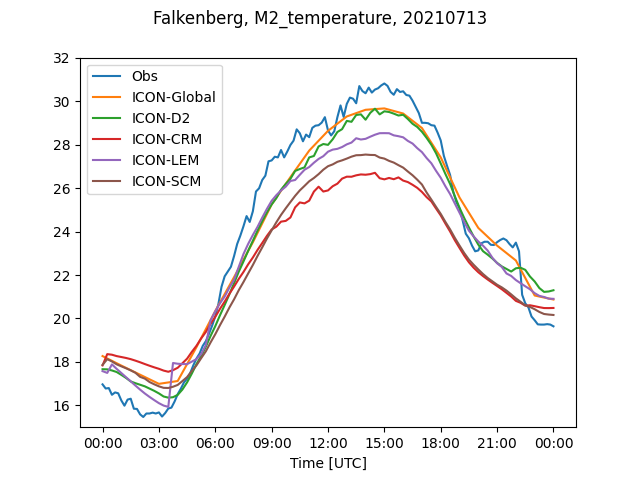 Falkenberg, M2_temperature, 20210713
Obs
ICON-Global
ICON-D2
ICON-CRM
ICON-LEM
ICON-SCM
32
30
28
26
24
22
20
18
16
00:00 03:00 06:00 09:00 12:00 15:00 18:00 21:00 00:00
Time [UTC]